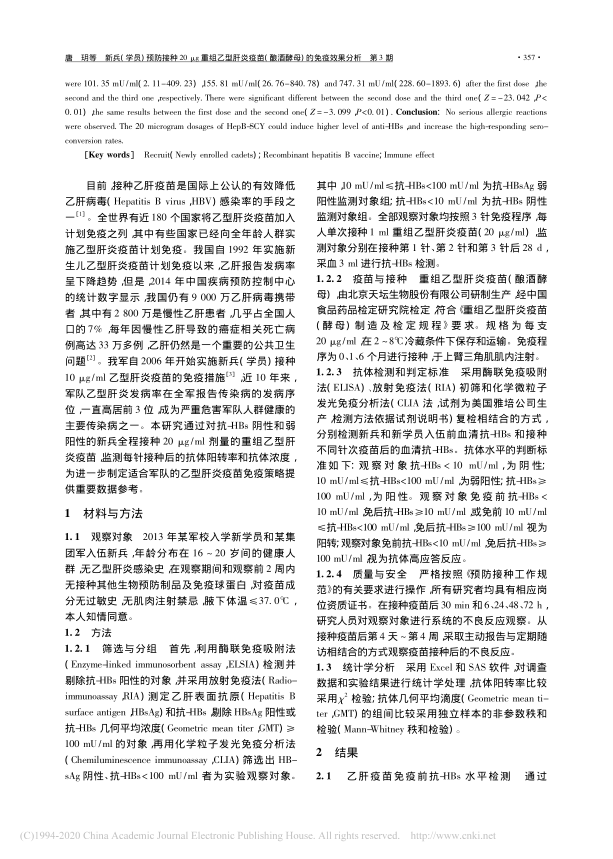 唐 玥等 新兵(学员)预防接种 20 μg 重组乙型肝炎疫苗(酿酒酵母)的免疫效果分析 第 3 期 ·357·
were 101.35 mU/ml(2.11-409.23) ,155.81 mU/ml(26.76-840.78) and 747.31 mU/ml(228.60-1893.6) after the first dose ,the
second and the third one ,respectively. There were significant different between the second dose and the third one( Z=-23.042 ,P<
0.01) ,the same results between the first dose and the second one( Z=-3.099 ,P<0.01) . Conclusion: No serious allergic reactions
were observed. The 20 microgram dosages of HepB-SCY could induce higher level of anti-HBs ,and increase the high-responding sero-
conversion rates.
[Key words] Recruit( Newly enrolled cadets) ; Recombinant hepatitis B vaccine; Immune effect
目前 ,接种乙肝疫苗是国际上公认的有效降低
乙肝病毒( Hepatitis B virus ,HBV) 感染率的手段之
一[1]。全世界有近 180 个国家将乙型肝炎疫苗加入
计划免疫之列 ,其中有些国家已经向全年龄人群实
施乙型肝炎疫苗计划免疫。我国自 1992 年实施新
生儿乙型肝炎疫苗计划免疫以来 ,乙肝报告发病率
呈下降趋势 ,但是 ,2014 年中国疾病预防控制中心
的统计数字显示 ,我国仍有 9 000 万乙肝病毒携带
者 ,其中有 2 800 万是慢性乙肝患者 ,几乎占全国人
口的 7% ,每年因慢性乙肝导致的癌症相关死亡病
例高达 33 万多例 ,乙肝仍然是一个重要的公共卫生
问题[2]。我军自 2006 年开始实施新兵( 学员) 接种
10 μg/ml 乙型肝炎疫苗的免疫措施[3] ,近 10 年来 ,
军队乙型肝炎发病率在全军报告传染病的发病序
位 ,一直高居前 3 位 ,成为严重危害军队人群健康的
主要传染病之一。本研究通过对抗-HBs 阴性和弱
阳性的新兵全程接种 20 μg/ml 剂量的重组乙型肝
炎疫苗 ,监测每针接种后的抗体阳转率和抗体浓度 ,
为进一步制定适合军队的乙型肝炎疫苗免疫策略提
供重要数据参考。
1 材料与方法
1.1 观察对象 2013 年某军校入学新学员和某集
团军入伍新兵 ,年龄分布在 16 ~ 20 岁间的健康人
群 ,无乙型肝炎感染史 ,在观察期间和观察前 2 周内
无接种其他生物预防制品及免疫球蛋白 ,对疫苗成
分无过敏史 ,无肌肉注射禁忌 ,腋下体温≤37.0℃ ,
本人知情同意。
1.2 方法
1.2.1 筛选与分组 首先 ,利用酶联免疫吸附法
( Enzyme-linked immunosorbent assay ,ELSIA) 检测并
剔除抗-HBs 阳性的对象 ,并采用放射免疫法( Radio-
immunoassay ,RIA) 测定乙肝表面抗原( Hepatitis B
surface antigen ,HBsAg) 和抗-HBs ,剔除 HBsAg 阳性或
抗-HBs 几何平均浓度( Geometric mean titer ,GMT) ≥
100 mU/ml 的对象 ,再用化学粒子发光免疫分析法
( Chemiluminescence immunoassay ,CLIA) 筛选出 HB-
sAg 阴性、抗-HBs<100 mU/ml 者为实验观察对象。
其中 ,10 mU/ml≤抗-HBs<100 mU/ml 为抗-HBsAg 弱
阳性监测对象组; 抗-HBs<10 mU/ml 为抗-HBs 阴性
监测对象组。全部观察对象均按照 3 针免疫程序 ,每
人单次接种 1 ml 重组乙型肝炎疫苗( 20 μg/ml) ,监
测对象分别在接种第 1 针、第 2 针和第 3 针后 28 d ,
采血 3 ml 进行抗-HBs 检测。
1.2.2 疫苗与接种 重组乙型肝炎疫苗( 酿酒酵
母) ,由北京天坛生物股份有限公司研制生产 ,经中国
食品药品检定研究院检定 ,符合《重组乙型肝炎疫苗
( 酵母) 制造及检定规程》要求。规格为每支
20 μg/ml ,在 2~8℃冷藏条件下保存和运输。免疫程
序为 0、1、6 个月进行接种 ,于上臂三角肌肌内注射。
1.2.3 抗体检测和判定标准 采用酶联免疫吸附
法( ELISA) 、放射免疫法( RIA) 初筛和化学微粒子
发光免疫分析法( CLIA 法 ,试剂为美国雅培公司生
产 ,检测方法依据试剂说明书) 复检相结合的方式 ,
分别检测新兵和新学员入伍前血清抗-HBs 和接种
不同针次疫苗后的血清抗-HBs。抗体水平的判断标
准如下: 观察对象抗-HBs < 10 mU/ml ,为阴性;
10 mU/ml≤抗-HBs<100 mU/ml ,为弱阳性; 抗-HBs≥
100 mU/ml ,为阳性。观察对象免疫前抗-HBs<
10 mU/ml ,免后抗-HBs≥10 mU/ml ,或免前 10 mU/ml
≤抗-HBs<100 mU/ml ,免后抗-HBs≥100 mU/ml 视为
阳转; 观察对象免前抗-HBs<10 mU/ml ,免后抗-HBs≥
100 mU/ml ,视为抗体高应答反应。
1.2.4 质量与安全 严格按照《预防接种工作规
范》的有关要求进行操作 ,所有研究者均具有相应岗
位资质证书。在接种疫苗后 30 min 和 6、24、48、72 h ,
研究人员对观察对象进行系统的不良反应观察。从
接种疫苗后第 4 天~第 4 周 ,采取主动报告与定期随
访相结合的方式观察疫苗接种后的不良反应。
1.3 统计学分析 采用 Excel 和 SAS 软件 ,对调查
数据和实验结果进行统计学处理 ,抗体阳转率比较
采用 χ2 检验; 抗体几何平均滴度( Geometric mean ti-
ter ,GMT) 的组间比较采用独立样本的非参数秩和
检验( Mann-Whitney 秩和检验) 。
2 结果
2.1 乙肝疫苗免疫前抗-HBs 水平检测 通过
(C)1994-2020 China Academic Journal Electronic Publishing House. All rights reserved. http://www.cnki.net